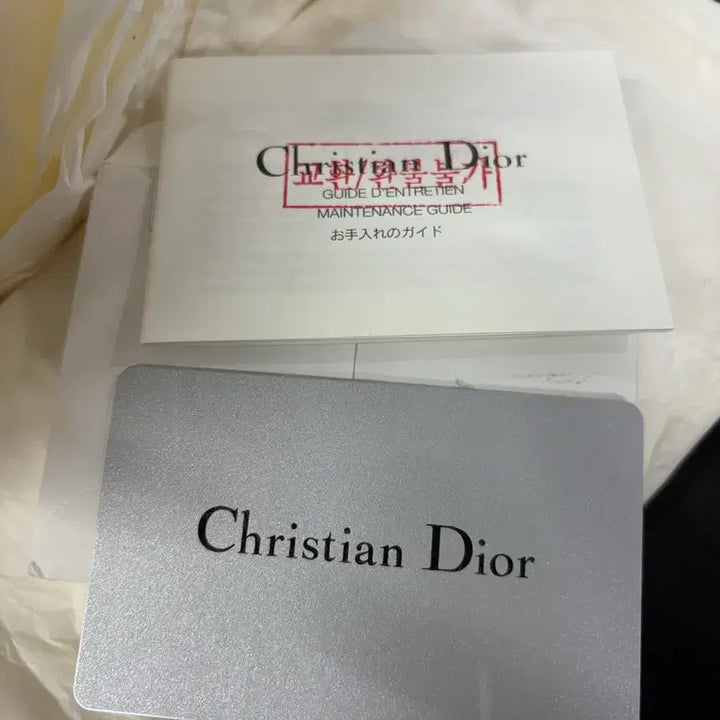 Christian Dior
교환/환불불가
GUIDE D'ENTRETIEN
MAINTENANCE GUIDE
お手入れのガイド
Christian Dior